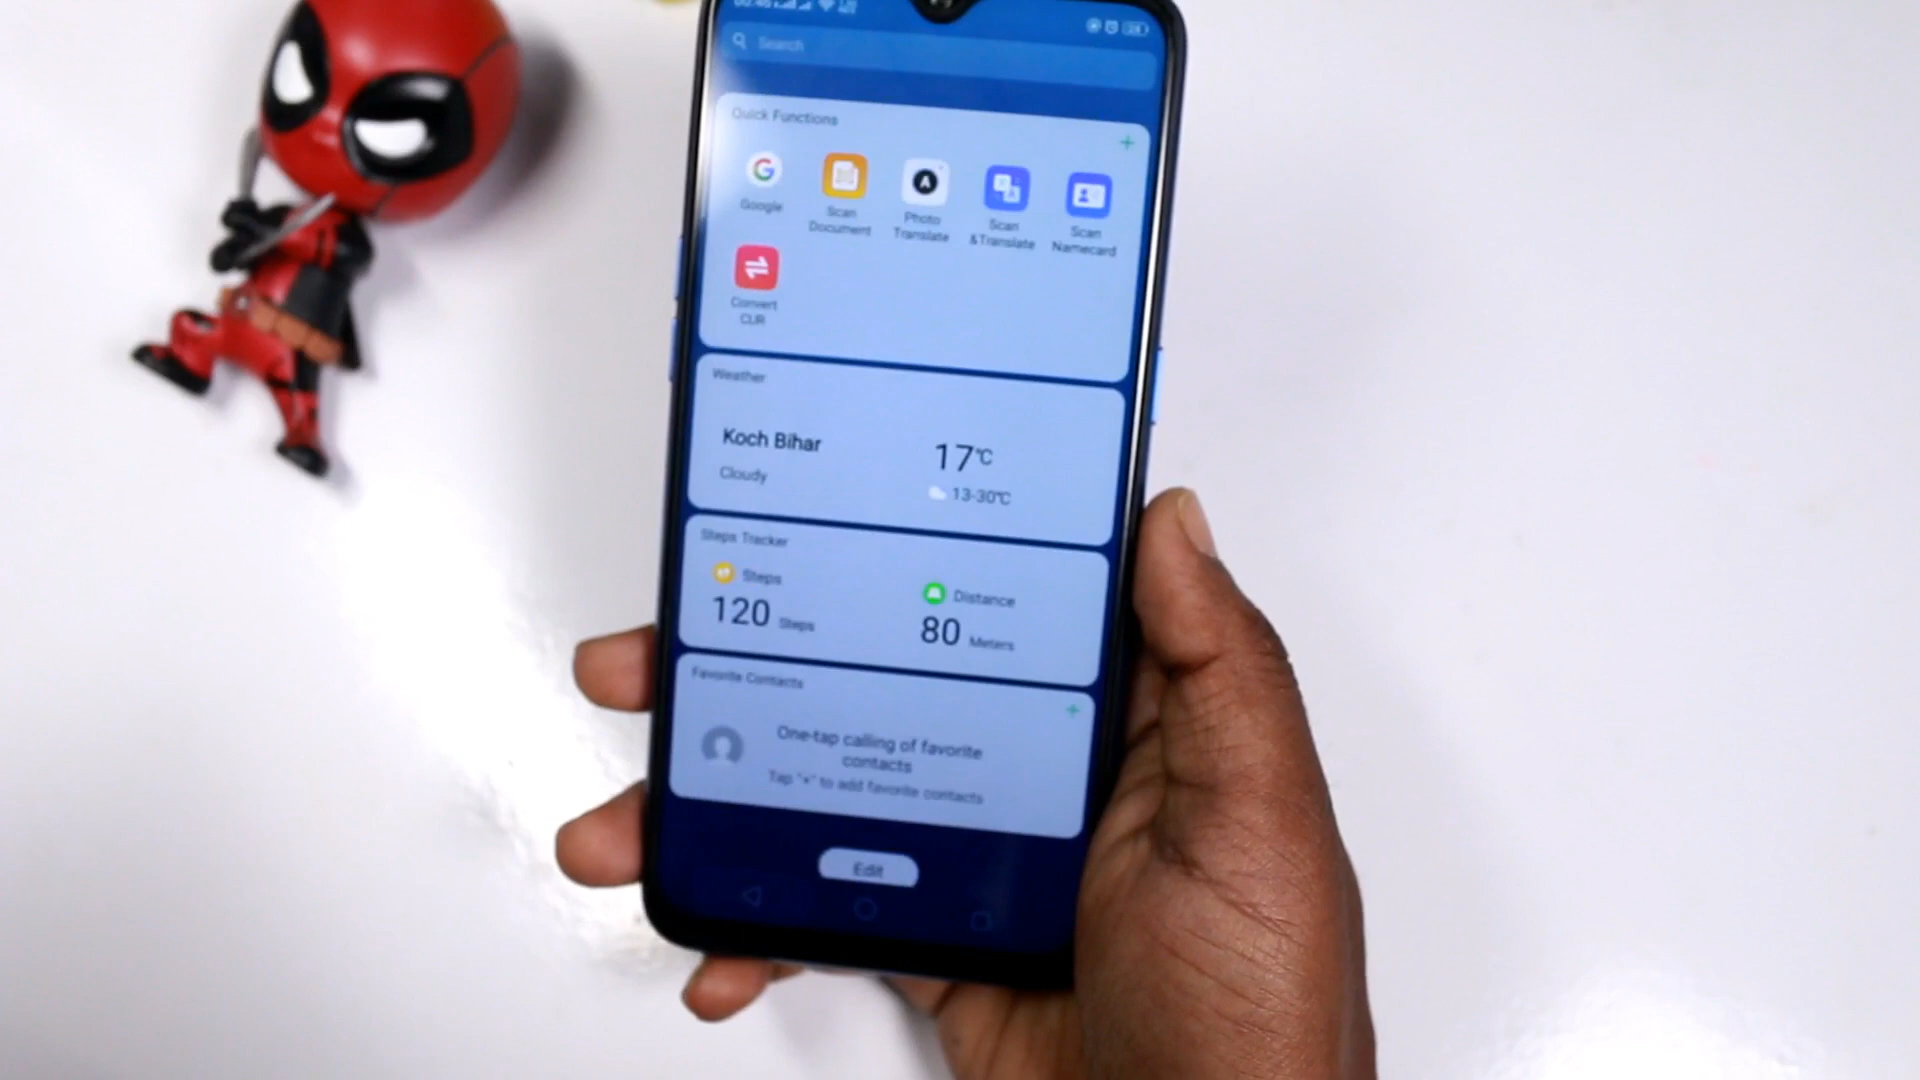 Search
Quick Functions
+
Google
Scan
Document
A
Photo
Translate
Scan
&Translate
Scan
Namecard
Convert
CUR
Weather
Koch Bihar
17°C
Cloudy
13-30°C
Steps Tracker
Steps
Distance
120 Steps
80 Meters
Favorite Contacts
+
One-tap calling of favorite
contacts
Tap "+" to add favorite contacts
Edit